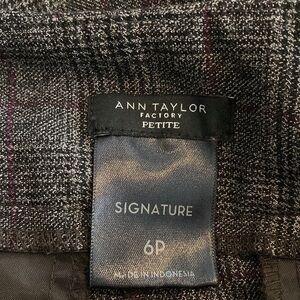 ANN TAYLOR
FACTORY
PETITE
SIGNATURE
6P
MADE IN INDONESIA